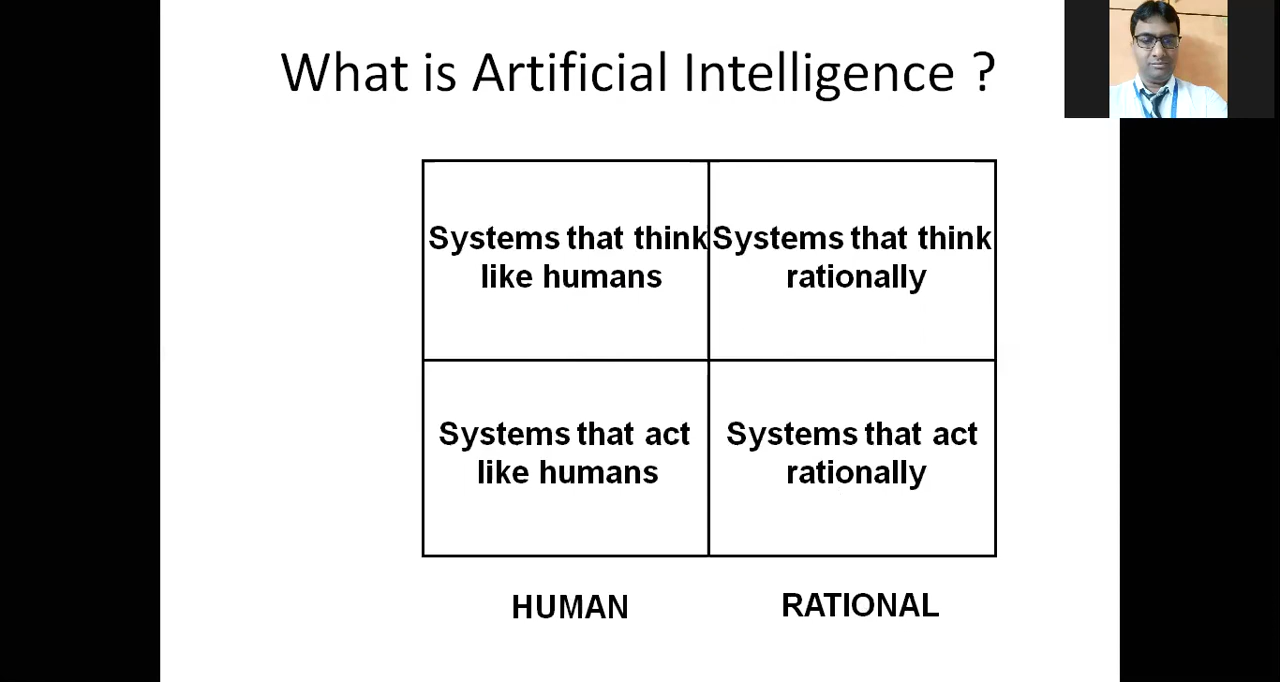 What is Artificial Intelligence ?
Systems that think
like humans
Systems that think
rationally
Systems that act
like humans
Systems that act
rationally
HUMAN
RATIONAL